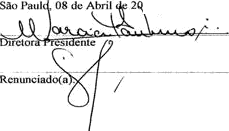 São Paulo, 08 de Abril de 20
Diretora Presidente
Renunciado(a).